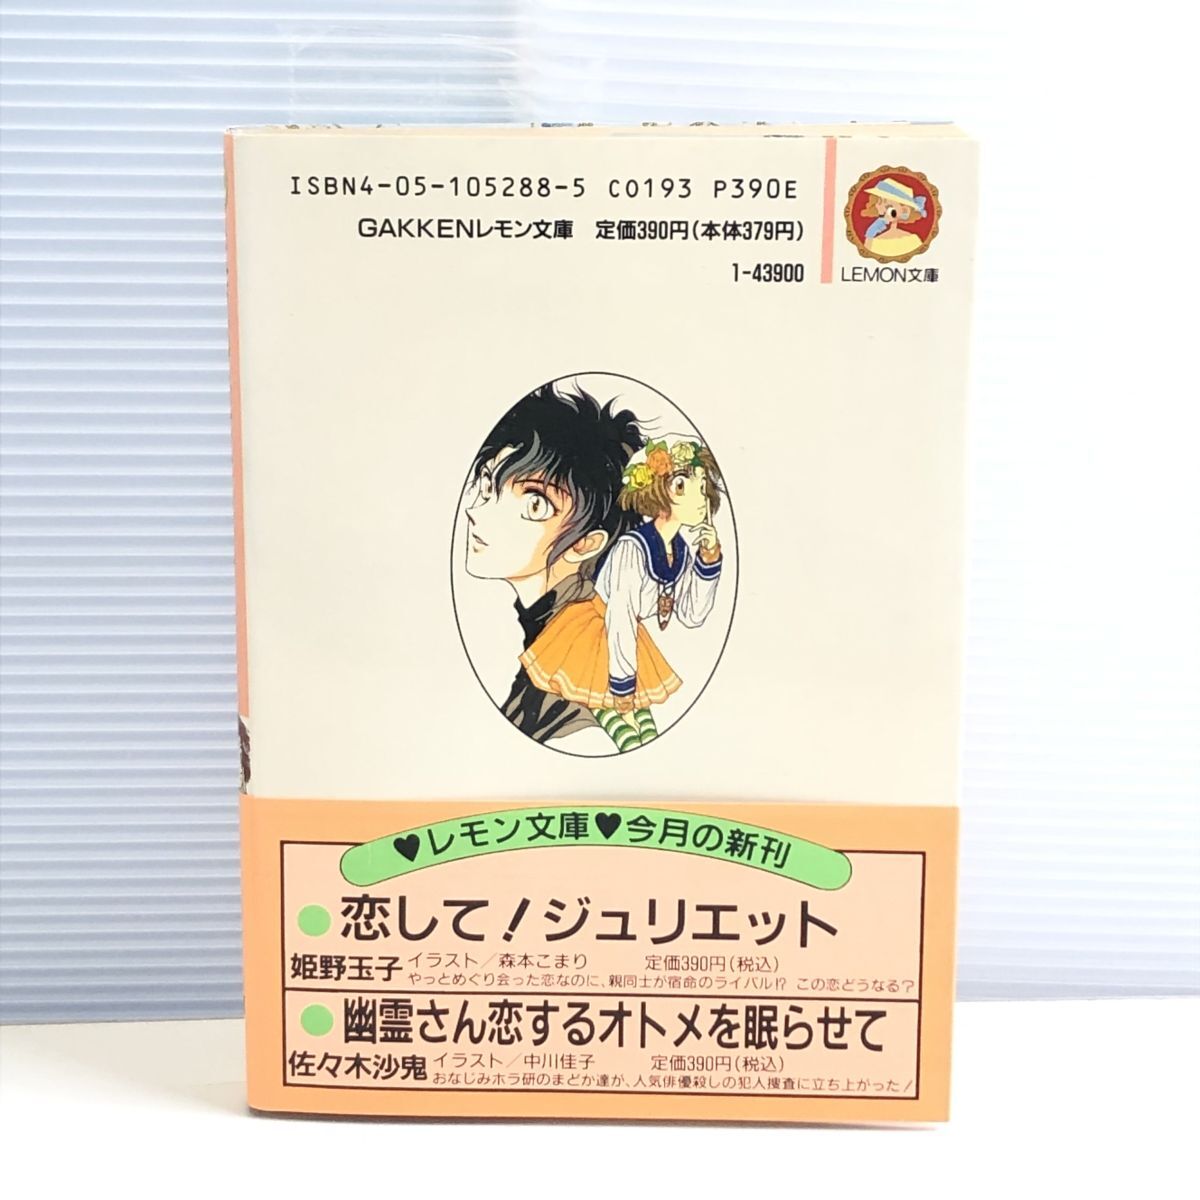 ISBN4-05-105288-5 C0193 P390E
GAKKENレモン文庫 定価390円(本体379円)
1-43900
LEMON文庫
♥レモン文庫♥今月の新刊
●恋して!ジュリエット
姫野玉子 イラスト/森本こまり 定価390円(税込)
やっとめぐり会った恋なのに、親同士が宿命のライバル!? この恋どうなる?
●幽霊さん恋するオトメを眠らせて
佐々木沙鬼 イラスト/中川佳子 定価390円(税込)
おなじみホラ研のまどか達が、人気俳優殺しの犯人捜査に立ち上がった!